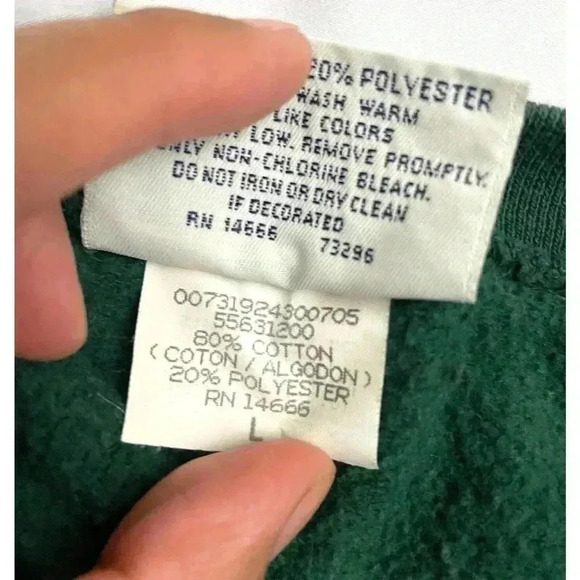 20% POLYESTER
WASH WARM
LIKE COLORS
LOW, REMOVE PROMPTLY.
ONLY NON-CHLORINE BLEACH.
DO NOT IRON OR DRY CLEAN
IF DECORATED
RN 14666 73296
00731924300705
55631200
80% COTTON
(COTON / ALGODON)
20% POLYESTER
RN 14666
L